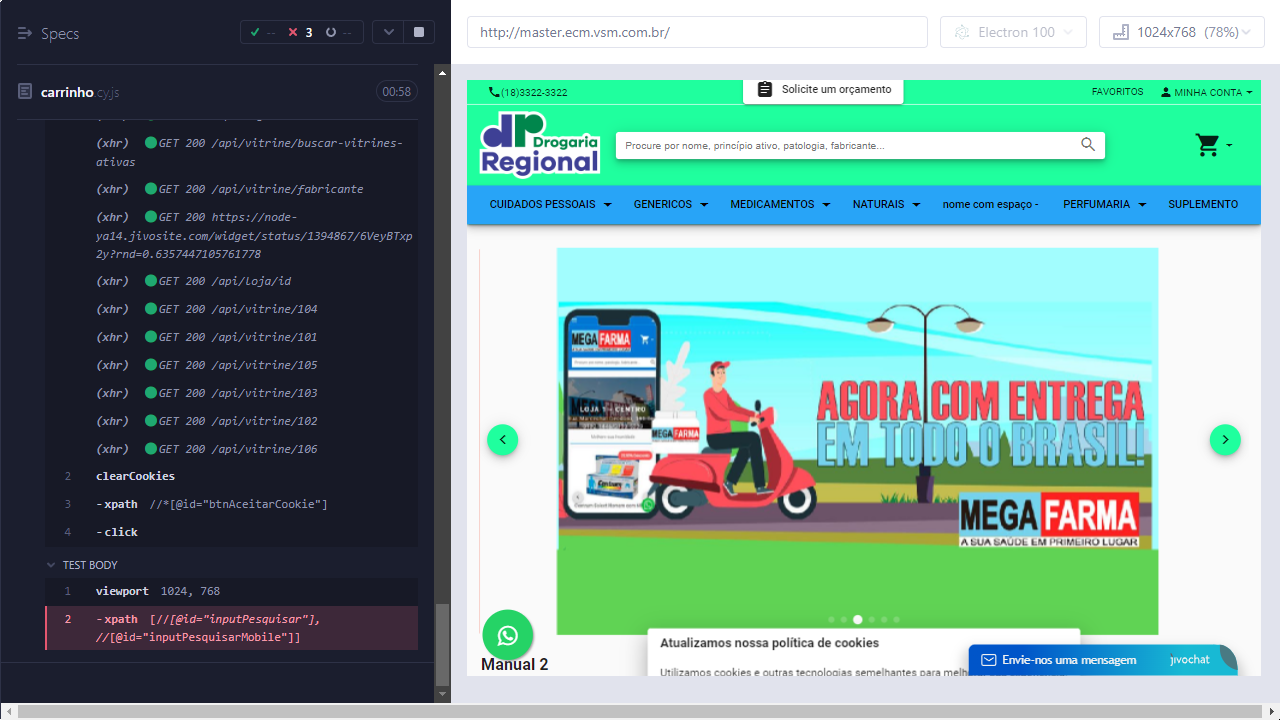 Specs
-- 3 --
http://master.ecm.vsm.com.br/
Electron 100
1024x768 (78%)
carrinho.cy.js
00:58
(xhr) GET 200 /api/vitrine/buscar-vitrines-
ativas
(xhr) GET 200 /api/vitrine/fabricante
(xhr) GET 200 https://node-
ya14.jivosite.com/widget/status/1394867/6VeyBTxp
2y?rnd=0.6357447105761778
(xhr) GET 200 /api/loja/id
(xhr) GET 200 /api/vitrine/104
(xhr) GET 200 /api/vitrine/101
(xhr) GET 200 /api/vitrine/105
(xhr) GET 200 /api/vitrine/103
(xhr) GET 200 /api/vitrine/102
(xhr) GET 200 /api/vitrine/106
2 clearCookies
3 -xpath //*[@id="btnAceitarCookie"]
4 -click
TEST BODY
1 viewport 1024, 768
2 -xpath [//[@id="inputPesquisar"],
//[@id="inputPesquisarMobile"]]
(18)3322-3322
Solicite um orçamento
FAVORITOS
MINHA CONTA
dr Drogaria
Regional
Procure por nome, princípio ativo, patologia, fabricante...
CUIDADOS PESSOAIS
GENERICOS
MEDICAMENTOS
NATURAIS
nome com espaço -
PERFUMARIA
SUPLEMENTO
MEGA FARMA
LOJA 1 - CENTRO
MEGA FARMA
AGORA COM ENTREGA
EM TODO O BRASIL!
MEGA FARMA
A SUA SAÚDE EM PRIMEIRO LUGAR
Manual 2
Atualizamos nossa política de cookies
Utilizamos cookies e outras tecnologias semelhantes para
Envie-nos uma mensagem
jivochat